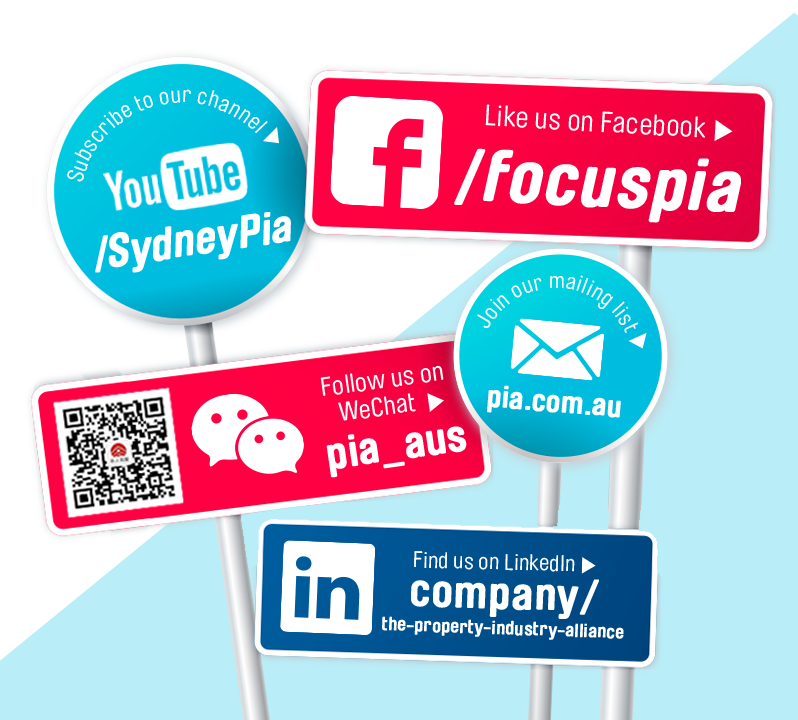 Subscribe to our channel
YouTube
/SydneyPia
Like us on Facebook
f
/focuspia
Join our mailing list
pia.com.au
Follow us on
WeChat
pia_aus
in
Find us on LinkedIn
company/
the-property-industry-alliance